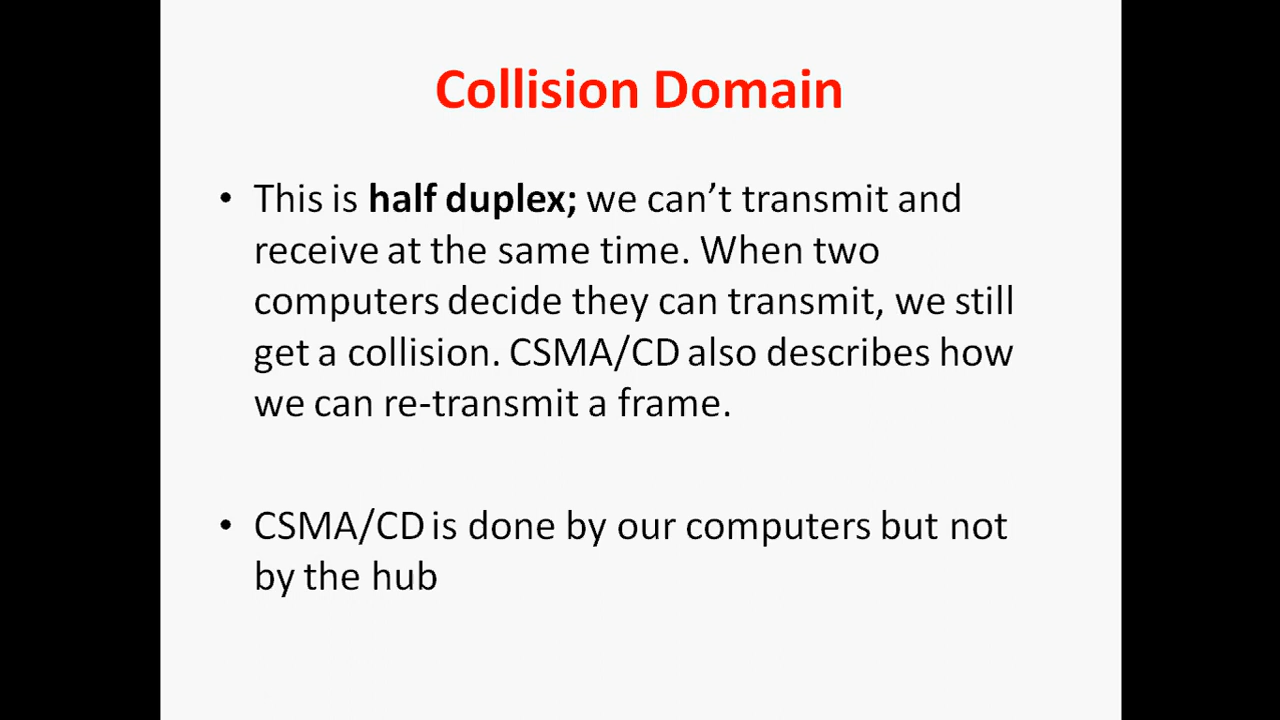 Collision Domain
• This is half duplex; we can’t transmit and
receive at the same time. When two
computers decide they can transmit, we still
get a collision. CSMA/CD also describes how
we can re-transmit a frame.
• CSMA/CD is done by our computers but not
by the hub